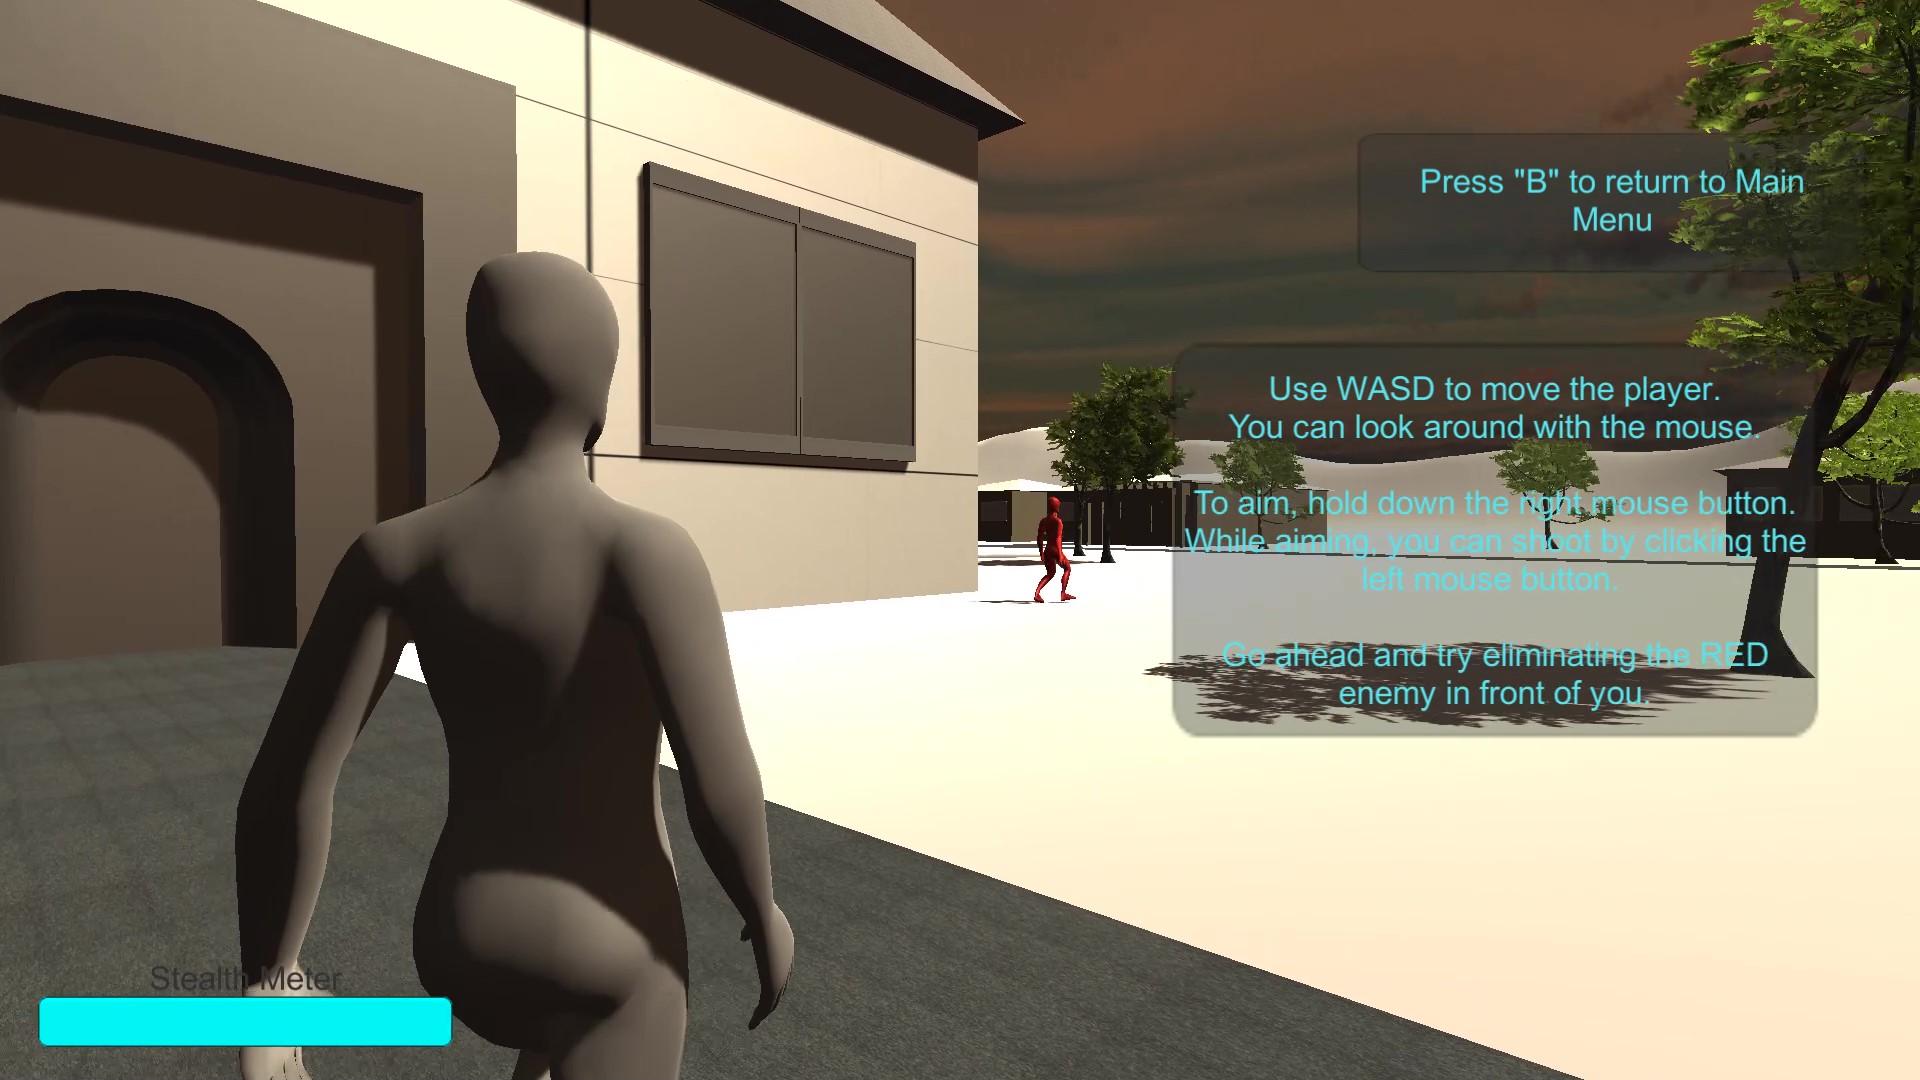 Press "B" to return to Main
Menu
Use WASD to move the player.
You can look around with the mouse.
To aim, hold down the right mouse button.
While aiming, you can shoot by clicking the
left mouse button.
Go ahead and try eliminating the RED
enemy in front of you.
Stealth Meter